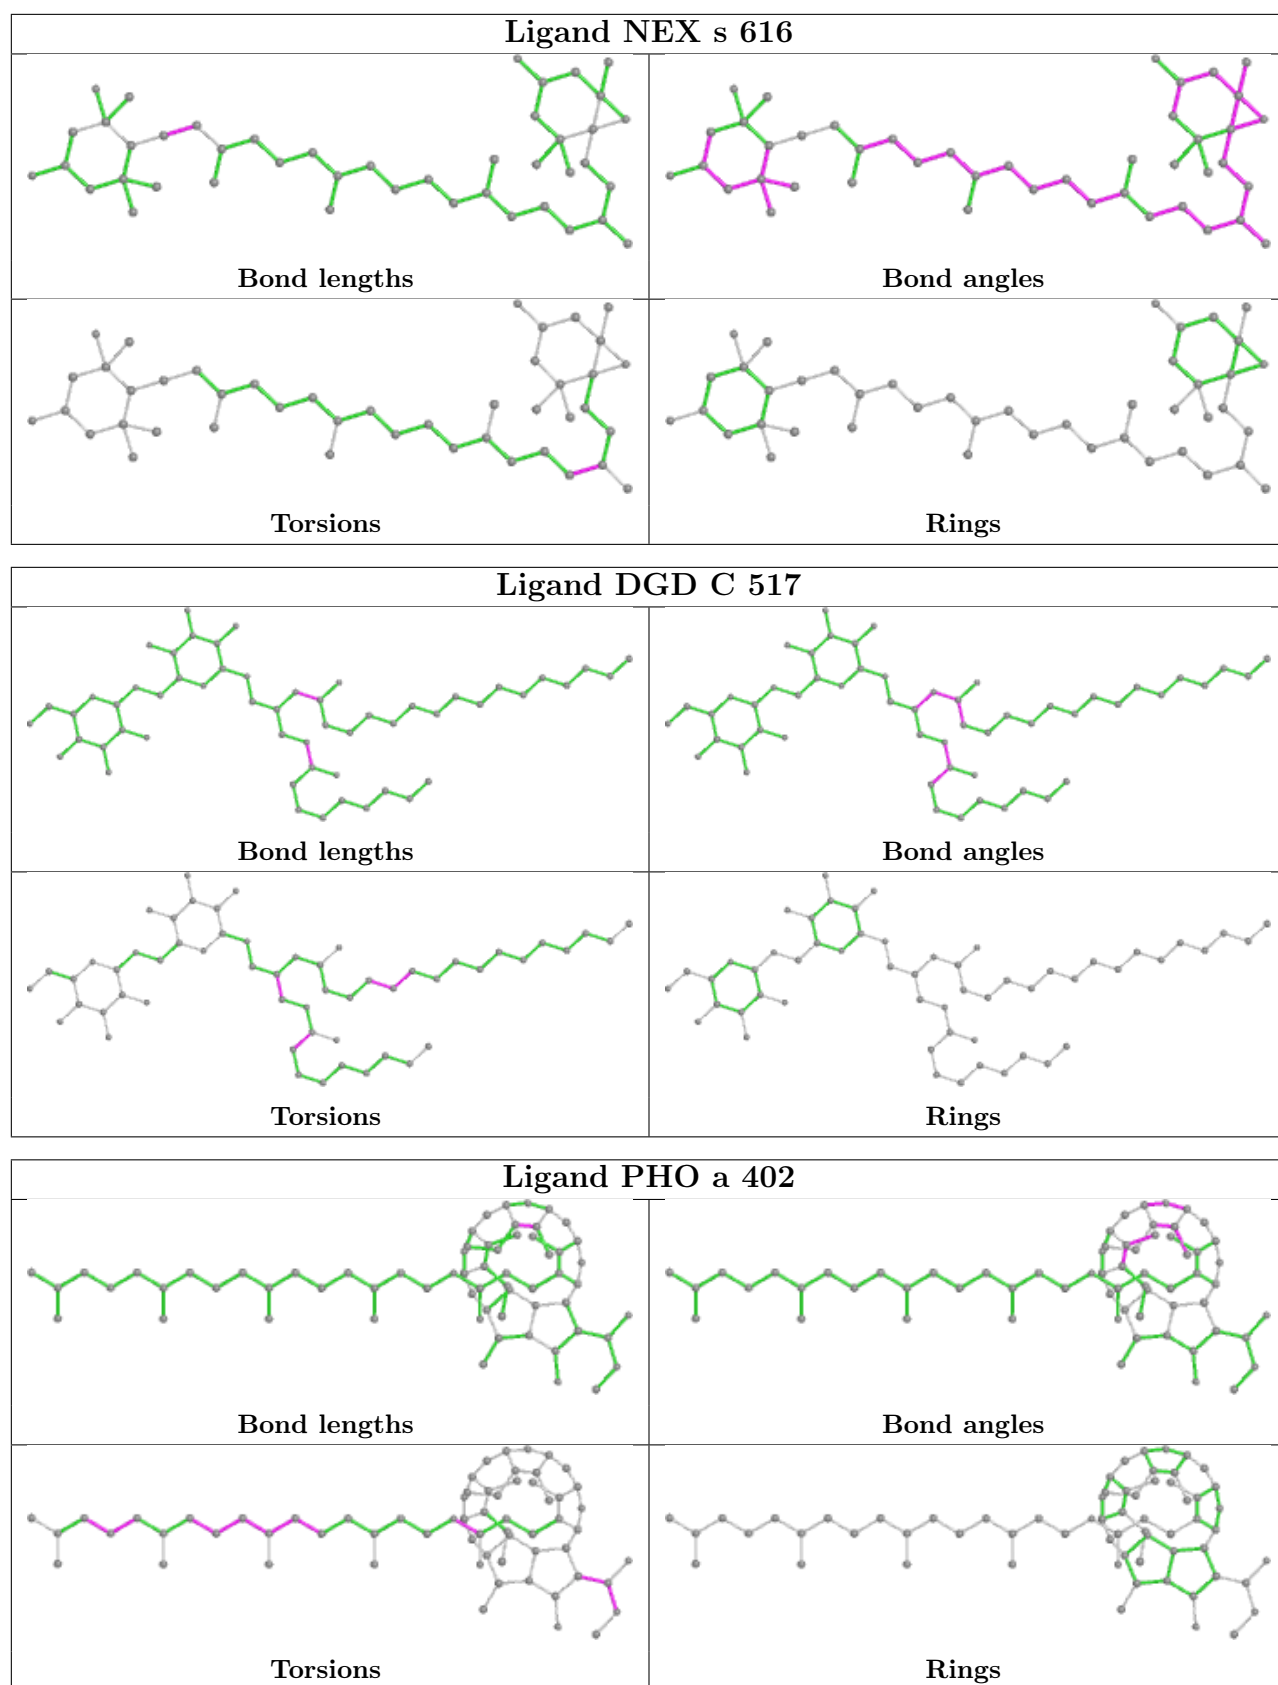 Ligand NEX s 616
Bond lengths
Bond angles
Torsions
Rings
Ligand DGD C 517
Bond lengths
Bond angles
Torsions
Rings
Ligand PHO a 402
Bond lengths
Bond angles
Torsions
Rings